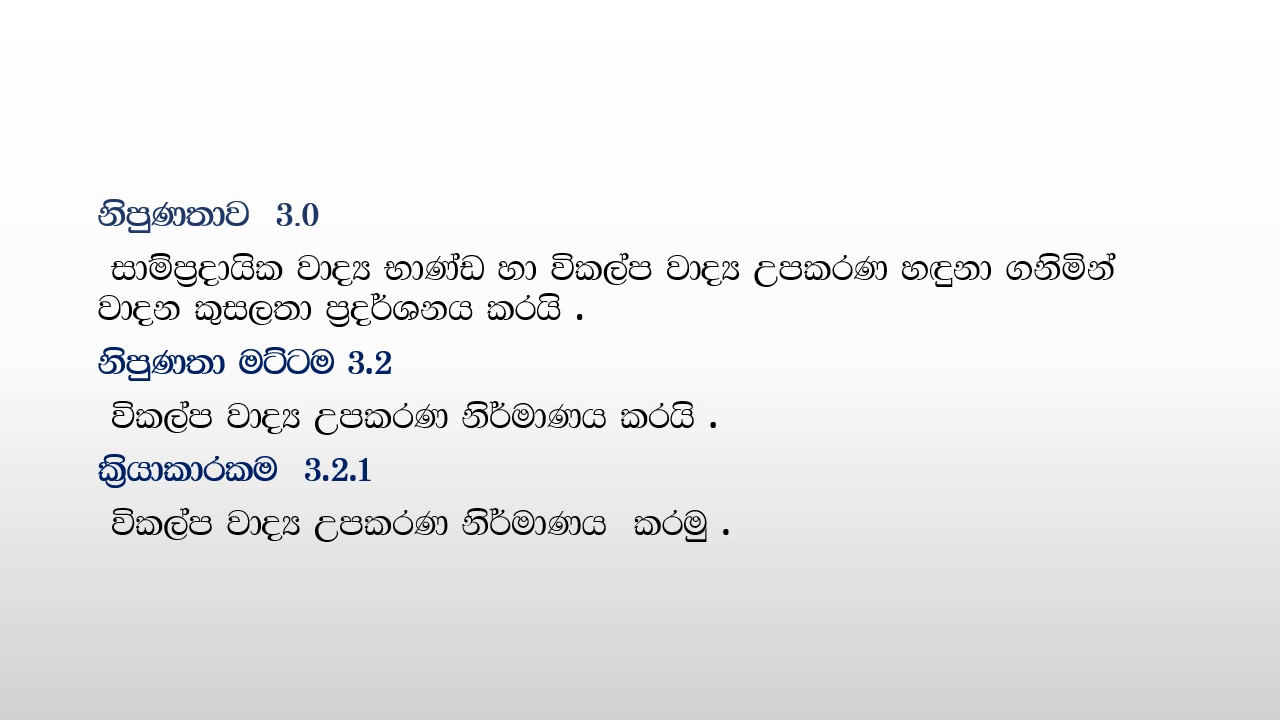 නිපුණතාව 3.0
සාම්ප්‍රදායික වාද්‍ය භාණ්ඩ හා විකල්ප වාද්‍ය උපකරණ හඳුනා ගනිමින්
වාදන කුසලතා ප්‍රදර්ශනය කරයි .
නිපුණතා මට්ටම 3.2
විකල්ප වාද්‍ය උපකරණ නිර්මාණය කරයි .
ක්‍රියාකාරකම 3.2.1
විකල්ප වාද්‍ය උපකරණ නිර්මාණය කරමු .